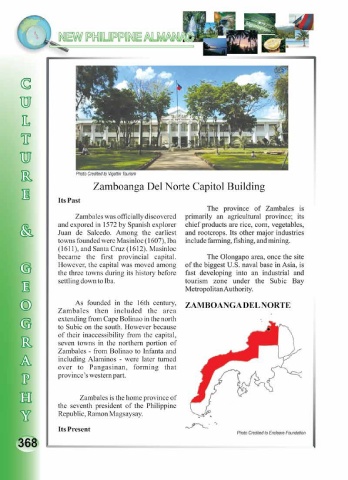 NEW PHILIPPINE ALMANAC
CULTURE & GEOGRAPHY
Photo Credited to Vigattin Tourism
Zamboanga Del Norte Capitol Building
Its Past
Zambales was officially discovered
and expored in 1572 by Spanish explorer
Juan de Salcedo. Among the earliest
towns founded were Masinloc (1607), Iba
(1611), and Santa Cruz (1612). Masinloc
became the first provincial capital.
However, the capital was moved among
the three towns during its history before
settling down to Iba.
As founded in the 16th century,
Zambales then included the area
extending from Cape Bolinao in the north
to Subic on the south. However because
of their inaccessibility from the capital,
seven towns in the northern portion of
Zambales - from Bolinao to Infanta and
including Alaminos - were later turned
over to Pangasinan, forming that
province's western part.
Zambales is the home province of
the seventh president of the Philippine
Republic, Ramon Magsaysay.
Its Present
The province of Zambales is
primarily an agricultural province; its
chief products are rice, corn, vegetables,
and rootcrops. Its other major industries
include farming, fishing, and mining.
The Olongapo area, once the site
of the biggest U.S. naval base in Asia, is
fast developing into an industrial and
tourism zone under the Subic Bay
Metropolitan Authority.
ZAMBOANGA DEL NORTE
Photo Credited to Enchore Foundation
368